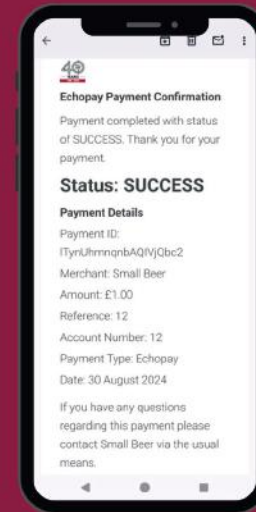 40
Echopay Payment Confirmation
Payment completed with status
of SUCCESS. Thank you for your
payment.
Status: SUCCESS
Payment Details
Payment ID:
lTynUhmnqnbAQIVjQbc2
Merchant: Small Beer
Amount: £1.00
Reference: 12
Account Number: 12
Payment Type: Echopay
Date: 30 August 2024
If you have any questions
regarding this payment please
contact Small Beer via the usual
means.